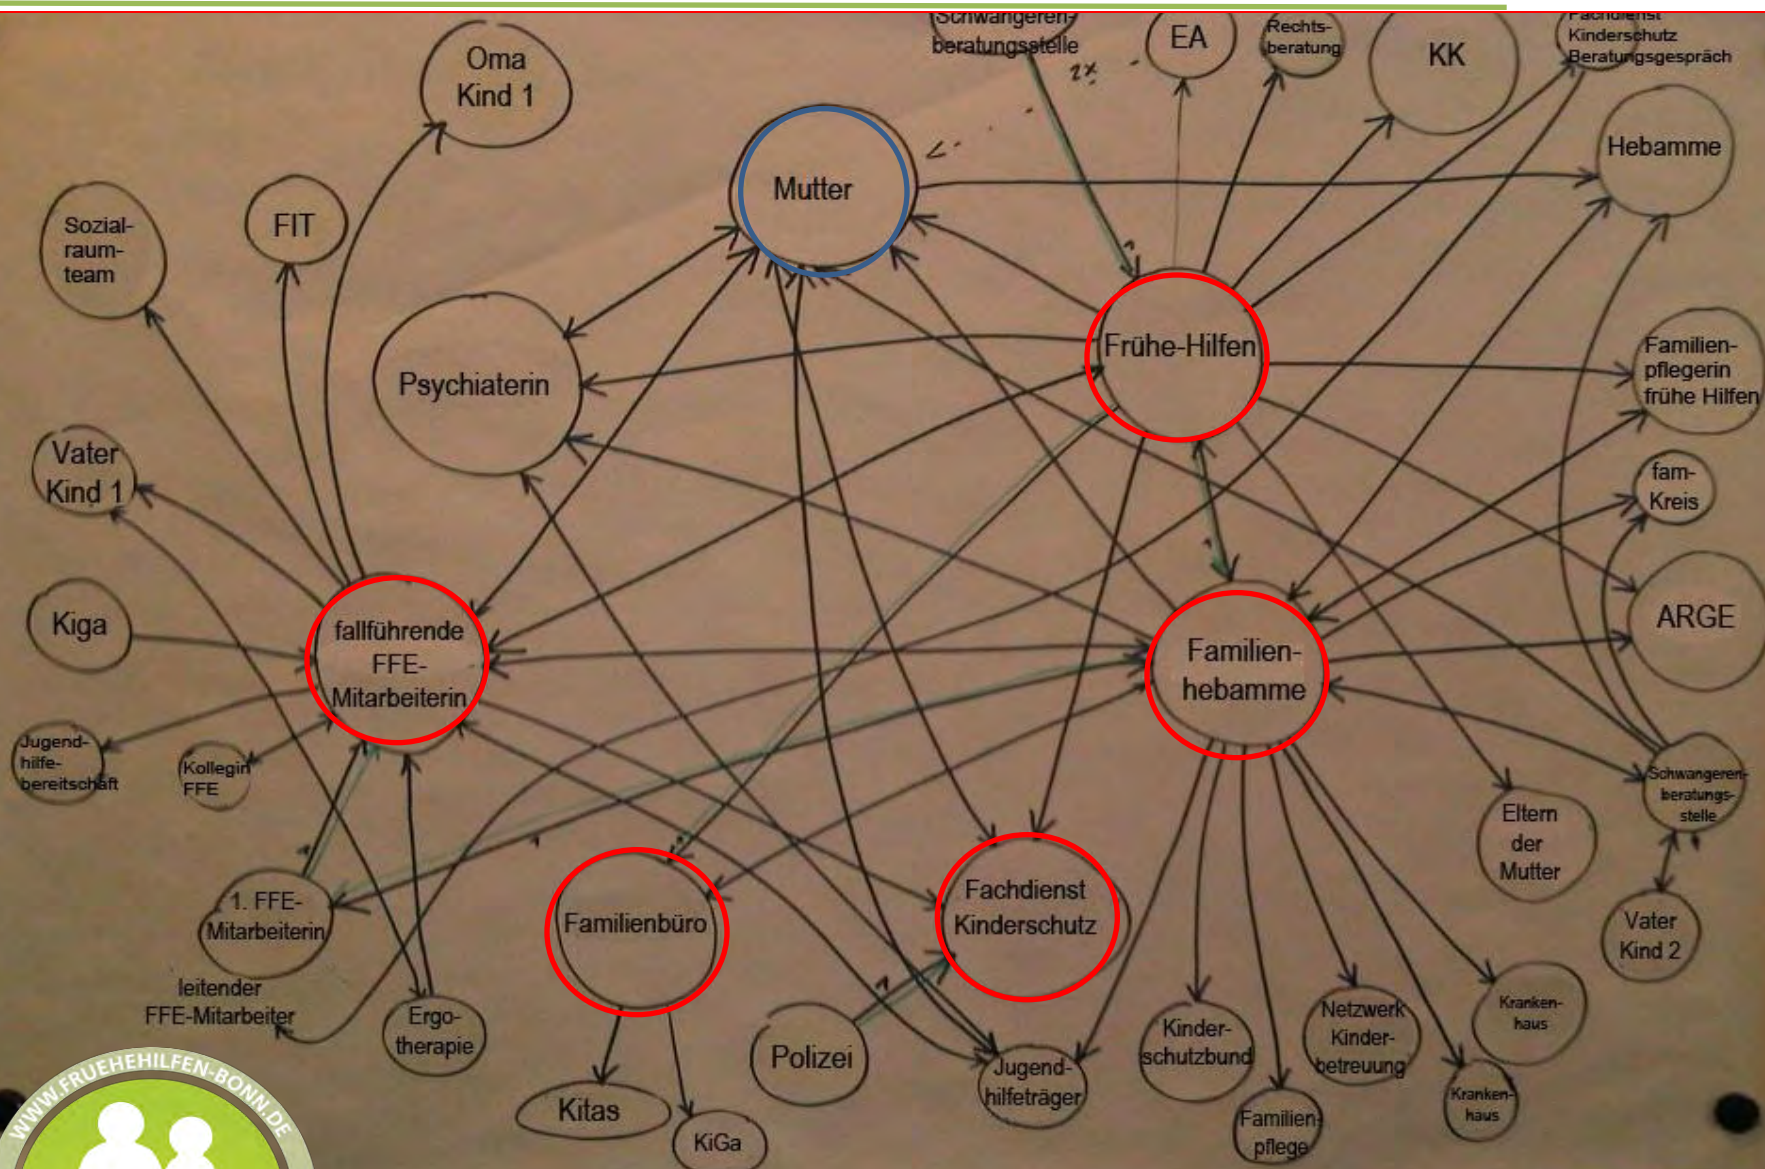 Schwangeren-
beratungsstelle
EA
Rechts-
beratung
KK
Fachdienst
Kinderschutz
Beratungsgespräch
Oma
Kind 1
2x
Hebamme
Mutter
Sozial-
raum-
team
FIT
Frühe-Hilfen
Psychiaterin
Familien-
pflegerin
frühe Hilfen
Vater
Kind 1
fam-
Kreis
Kiga
fallführende
FFE-
Mitarbeiterin
Familien-
hebamme
ARGE
Jugend-
hilfe-
bereitschaft
Kollegin
FFE
Schwangeren-
beratungs-
stelle
Eltern
der
Mutter
1. FFE-
Mitarbeiterin
Familienbüro
Fachdienst
Kinderschutz
Vater
Kind 2
leitender
FFE-Mitarbeiter
Ergo-
therapie
Polizei
Jugend-
hilfeträger
Kinder-
schutzbund
Netzwerk
Kinder-
betreuung
Kranken-
haus
Kitas
KiGa
Familien-
pflege
Kranken-
haus
WWW.FRUEHEHILFEN-BONN.DE